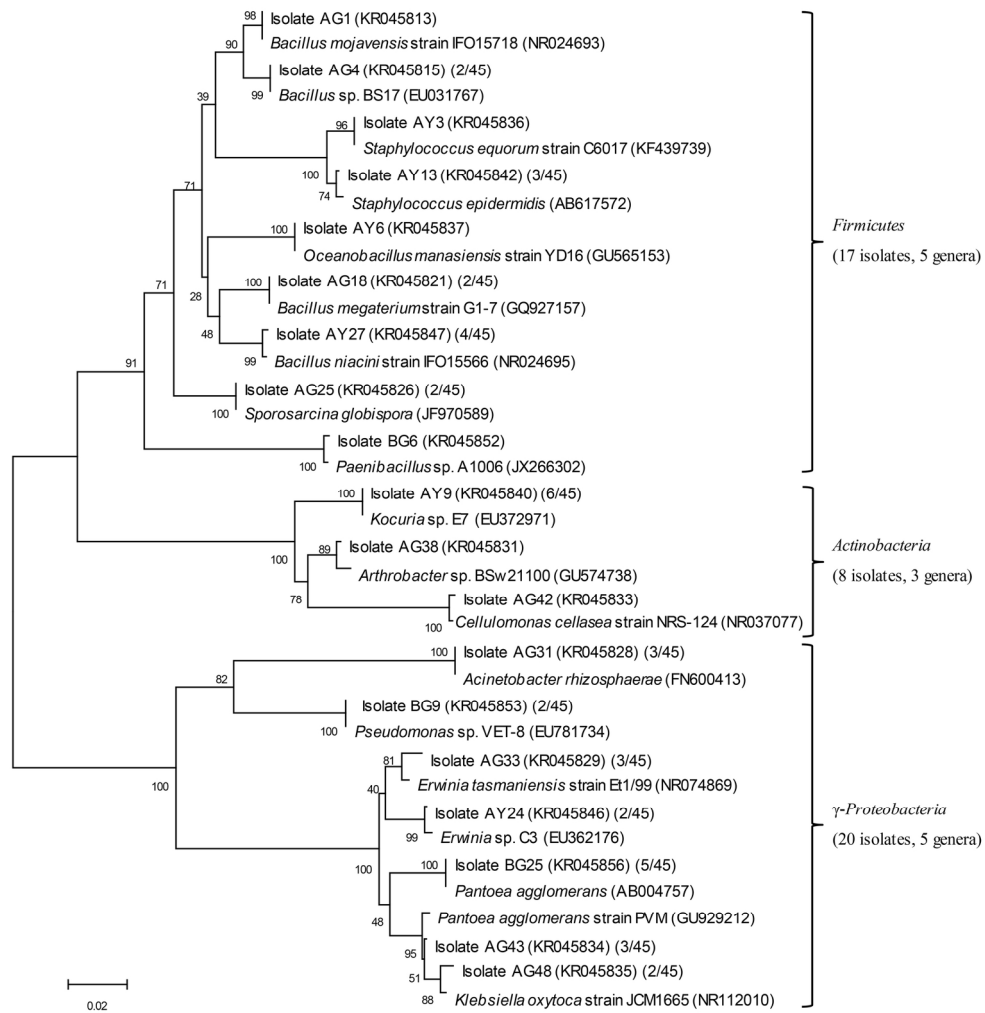 98
Isolate AG1 (KR045813)
90
Bacillus mojavensis strain IFO15718 (NR024693)
Isolate AG4 (KR045815) (2/45)
99
Bacillus sp. BS17 (EU031767)
39
96
Isolate AY3 (KR045836)
Staphylococcus equorum strain C6017 (KF439739)
100
Isolate AY13 (KR045842) (3/45)
74
Staphylococcus epidermidis (AB617572)
71
100
Isolate AY6 (KR045837)
Oceanobacillus manasiensis strain YD16 (GU565153)
Firmicutes
(17 isolates, 5 genera)
71
28
100
Isolate AG18 (KR045821) (2/45)
Bacillus megateriumstrain G1-7 (GQ927157)
48
Isolate AY27 (KR045847) (4/45)
99
Bacillus niacini strain IFO15566 (NR024695)
91
Isolate AG25 (KR045826) (2/45)
100
Sporosarcina globispora (JF970589)
Isolate BG6 (KR045852)
100
Paenibacillus sp. A1006 (JX266302)
100
Isolate AY9 (KR045840) (6/45)
Kocuria sp. E7 (EU372971)
100
89
Isolate AG38 (KR045831)
Arthrobacter sp. BSw21100 (GU574738)
Actinobacteria
(8 isolates, 3 genera)
78
Isolate AG42 (KR045833)
100
Cellulomonas cellasea strain NRS-124 (NR037077)
100
Isolate AG31 (KR045828) (3/45)
82
Acinetobacter rhizosphaerae (FN600413)
Isolate BG9 (KR045853) (2/45)
100
Pseudomonas sp. VET-8 (EU781734)
100
81
Isolate AG33 (KR045829) (3/45)
40
Erwinia tasmaniensis strain Et1/99 (NR074869)
Isolate AY24 (KR045846) (2/45)
99
Erwinia sp. C3 (EU362176)
γ-Proteobacteria
(20 isolates, 5 genera)
100
100
Isolate BG25 (KR045856) (5/45)
Pantoea agglomerans (AB004757)
48
Pantoea agglomerans strain PVM (GU929212)
95
Isolate AG43 (KR045834) (3/45)
51
Isolate AG48 (KR045835) (2/45)
88
Klebsiella oxytoca strain JCM1665 (NR112010)
0.02